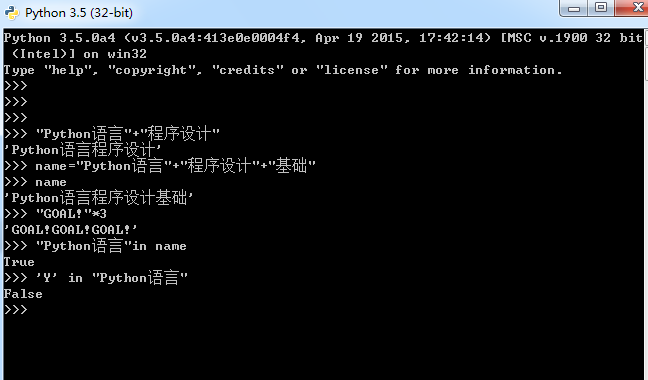 Python 3.5 (32-bit)
Python 3.5.0a4 (v3.5.0a4:413e0e0004f4, Apr 19 2015, 17:42:14) [MSC v.1900 32 bit
 (Intel)] on win32
Type "help", "copyright", "credits" or "license" for more information.
>>>
>>>
>>>
>>> "Python语言"+"程序设计"
'Python语言程序设计'
>>> name="Python语言"+"程序设计"+"基础"
>>> name
'Python语言程序设计基础'
>>> "GOAL!"*3
'GOAL!GOAL!GOAL!'
>>> "Python语言"in name
True
>>> 'Y' in "Python语言"
False
>>>